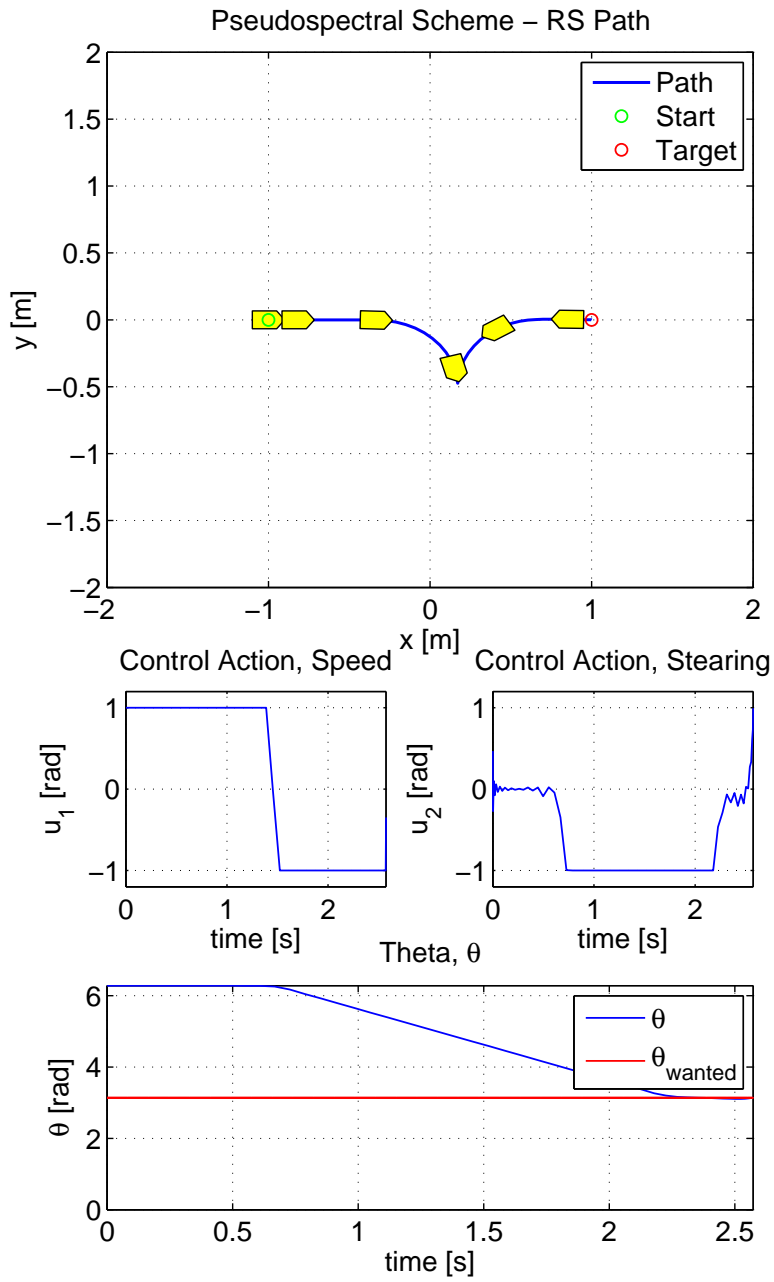 Pseudospectral Scheme − RS Path
2
1.5
1
0.5
0
−0.5
−1
−1.5
−2
y [m]
Path
Start
Target
−2 −1 0 1 2
x [m]
Control Action, Speed
1
0
−1
u_1 [rad]
0 1 2
time [s]
Control Action, Stearing
1
0
−1
u_2 [rad]
0 1 2
time [s]
Theta, θ
6
4
2
0
θ [rad]
θ
θ_wanted
0 0.5 1 1.5 2 2.5
time [s]